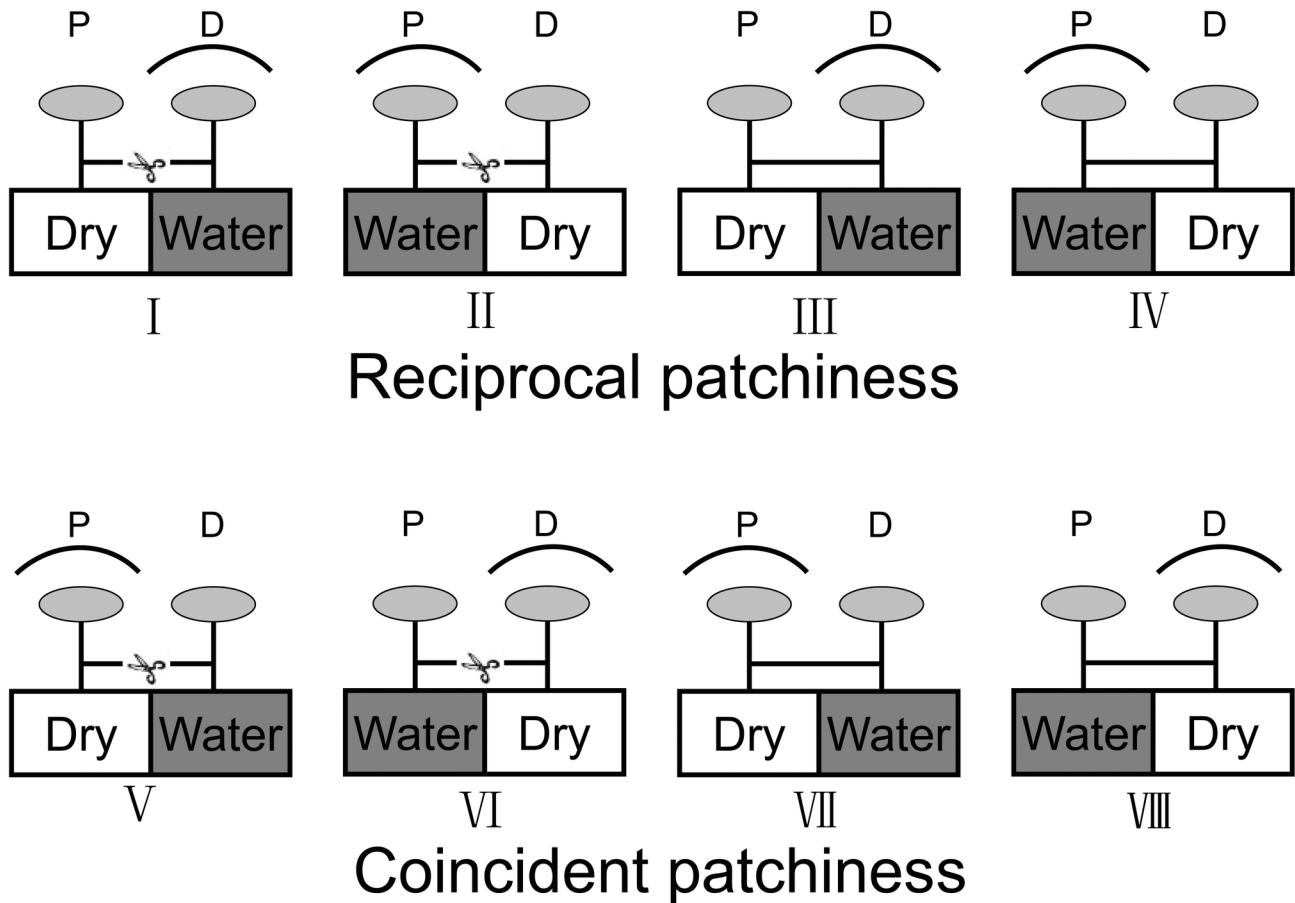 P D P D P D P D
Dry Water Water Dry Dry Water Water Dry
Ⅰ Ⅱ Ⅲ Ⅳ
Reciprocal patchiness
P D P D P D P D
Dry Water Water Dry Dry Water Water Dry
Ⅴ Ⅵ Ⅶ Ⅷ
Coincident patchiness